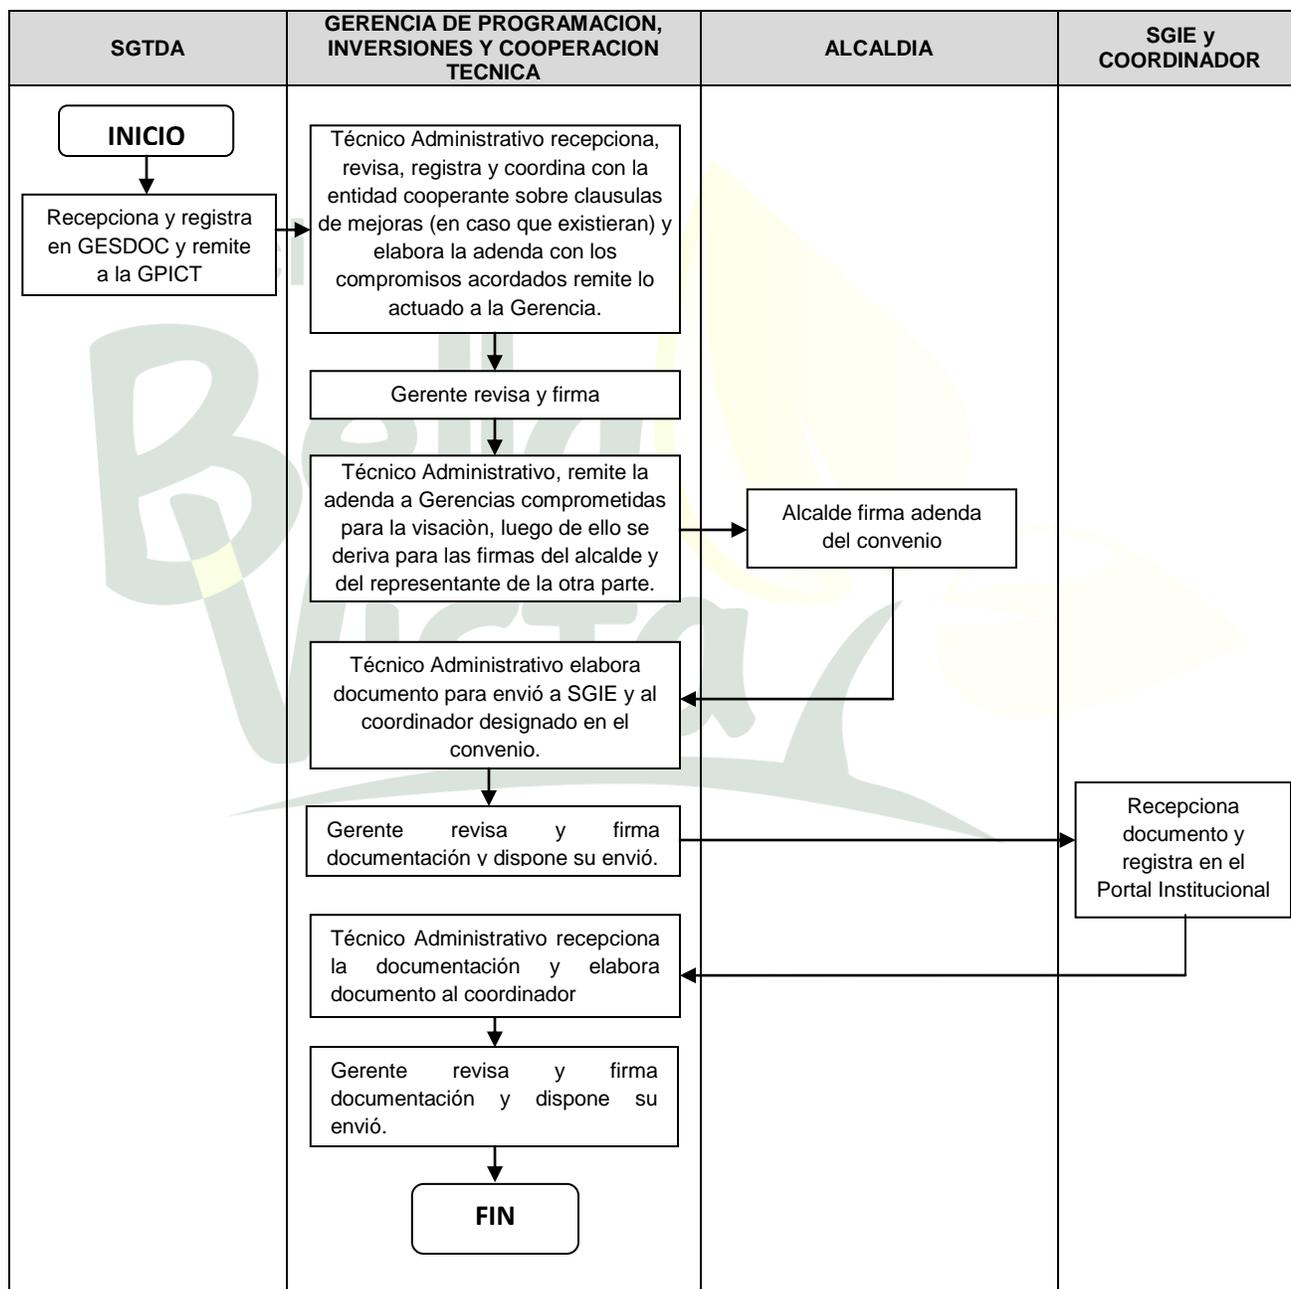 SGTDA
GERENCIA DE PROGRAMACION,
INVERSIONES Y COOPERACION
TECNICA
ALCALDIA
SGIE y
COORDINADOR
INICIO
Recepciona y registra
en GESDOC y remite
a la GPICT
Técnico Administrativo recepciona,
revisa, registra y coordina con la
entidad cooperante sobre clausulas
de mejoras (en caso que existieran) y
elabora la adenda con los
compromisos acordados remite lo
actuado a la Gerencia.
Gerente revisa y firma
Técnico Administrativo, remite la
adenda a Gerencias comprometidas
para la visaciòn, luego de ello se
deriva para las firmas del alcalde y
del representante de la otra parte.
Alcalde firma adenda
del convenio
Técnico Administrativo elabora
documento para envió a SGIE y al
coordinador designado en el
convenio.
Gerente revisa y firma
documentación y dispone su envió.
Recepciona
documento y
registra en el
Portal Institucional
Técnico Administrativo recepciona
la documentación y elabora
documento al coordinador
Gerente revisa y firma
documentación y dispone su
envió.
FIN
Bella
Vista